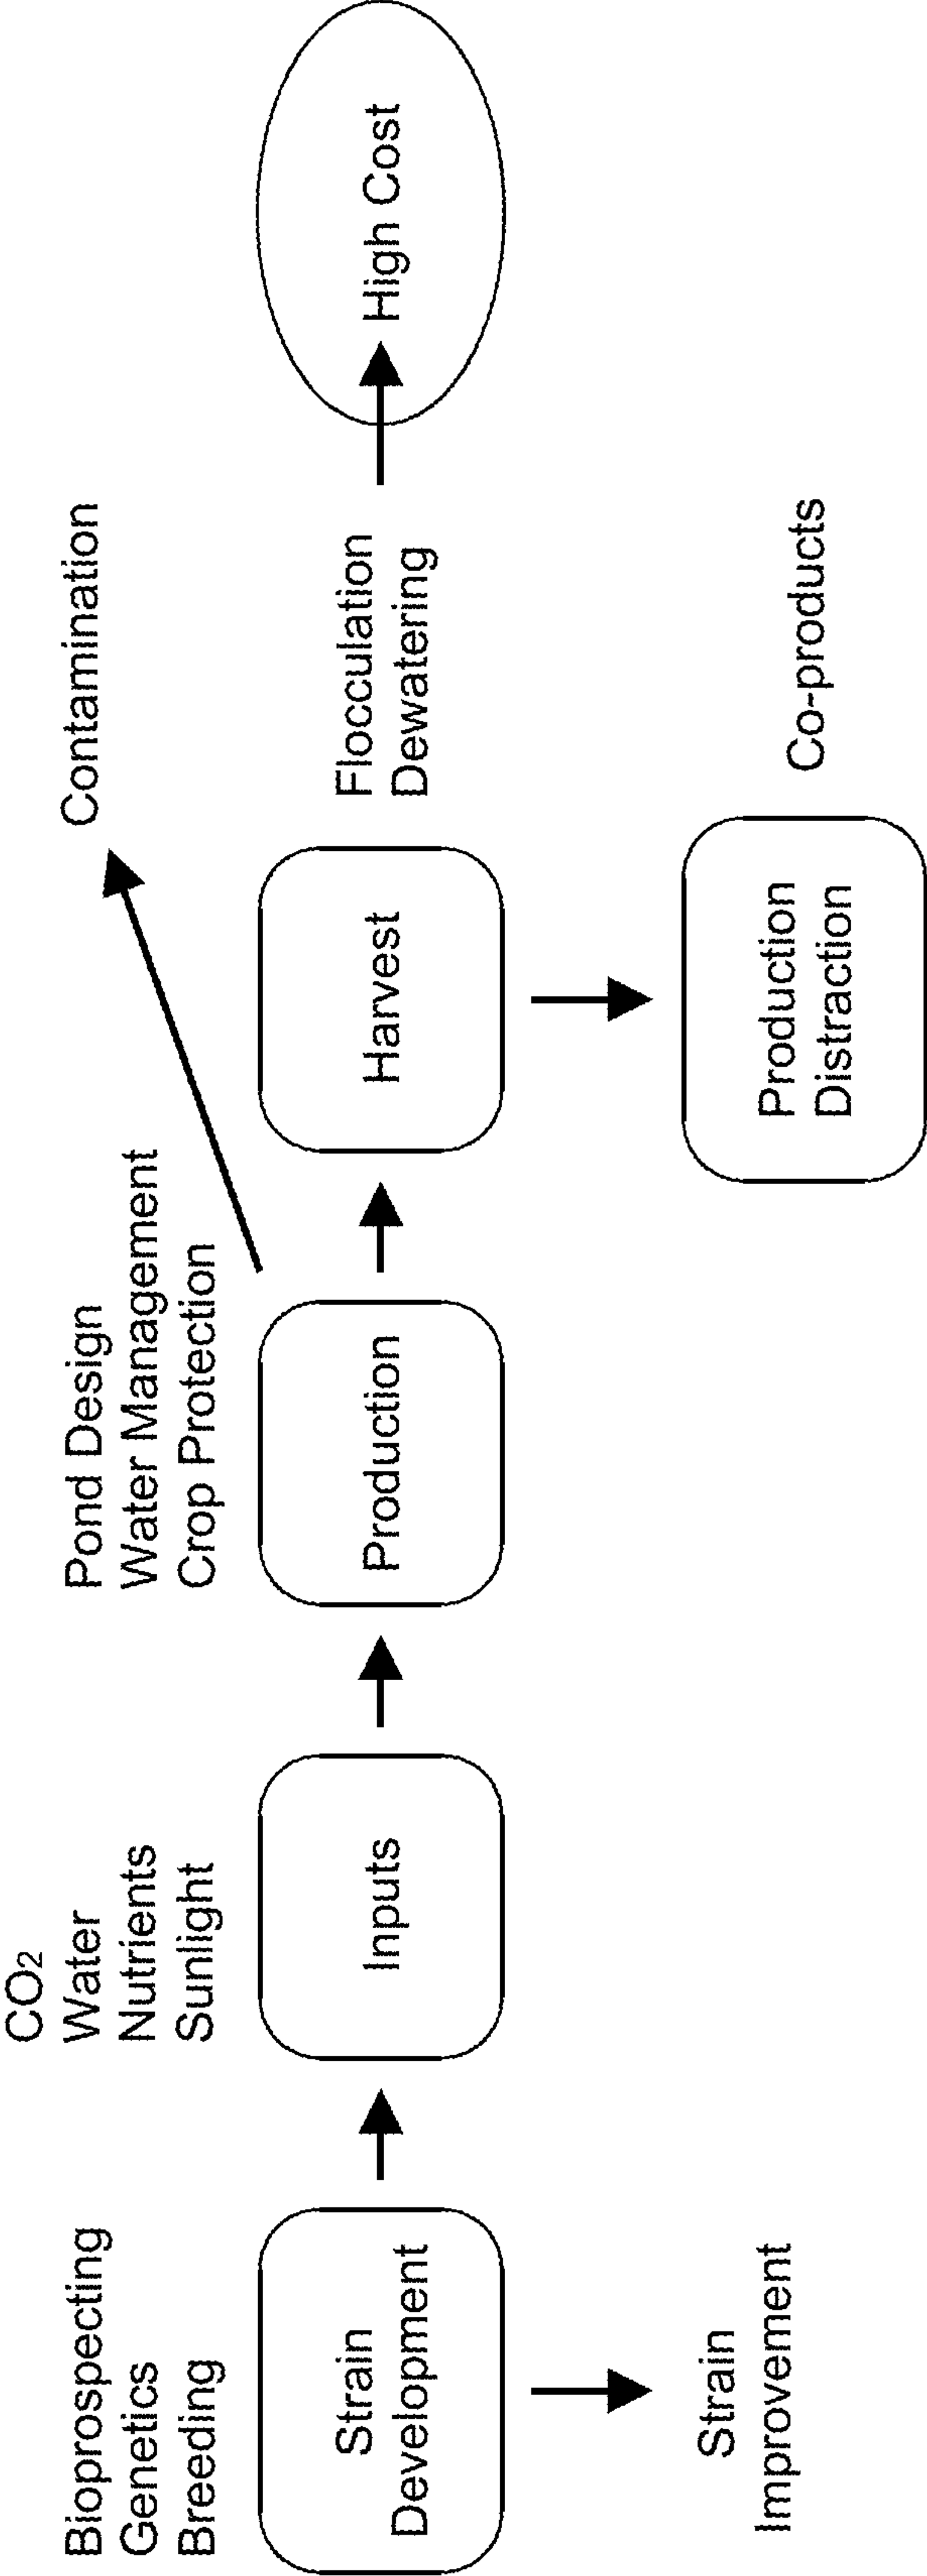 Bioprospecting
Genetics
Breeding
Strain
Development
Strain
Improvement
CO₂
Water
Nutrients
Sunlight
Inputs
Pond Design
Water Management
Crop Protection
Production
Contamination
Harvest
Flocculation
Dewatering
High Cost
Production
Distraction
Co-products